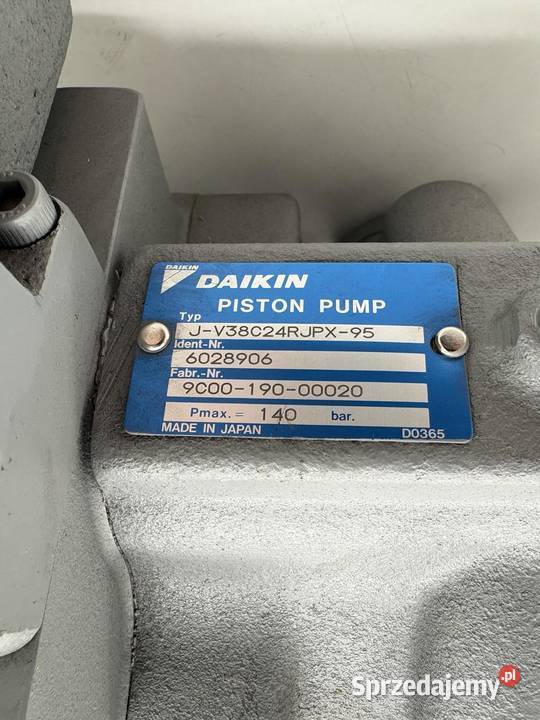 DAIKIN DAIKIN
PISTON PUMP
Typ
J-V38C24RJPX-95
Ident-Nr.
6028906
Fabr.-Nr.
9C00-190-00020
Pmax. = 140 bar.
MADE IN JAPAN D0365
Sprzedajemy.pl